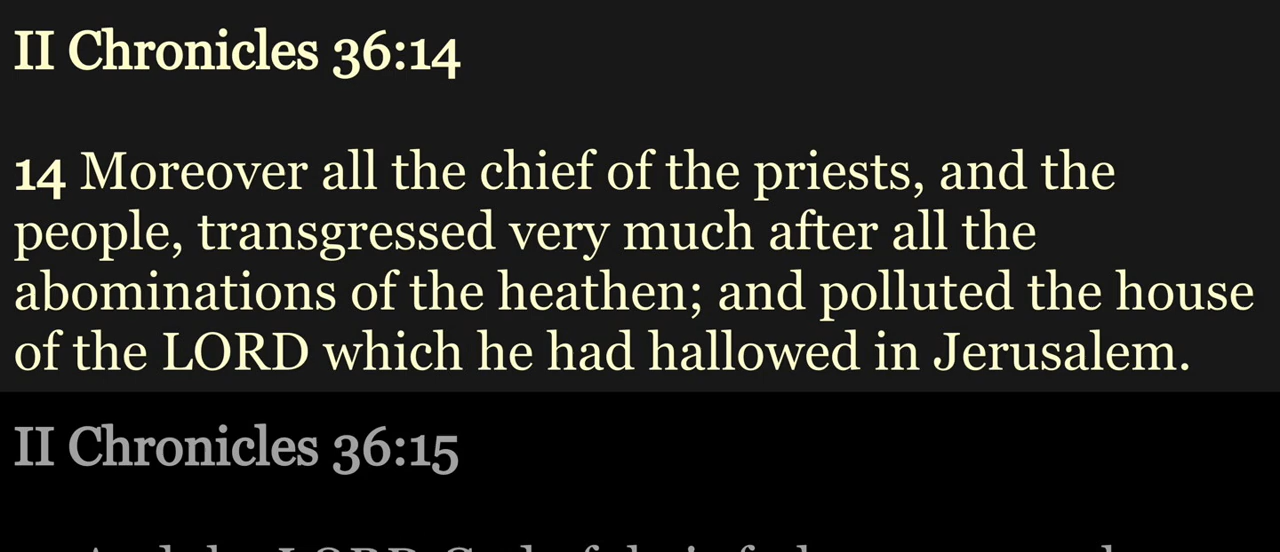 II Chronicles 36:14
14 Moreover all the chief of the priests, and the
people, transgressed very much after all the
abominations of the heathen; and polluted the house
of the LORD which he had hallowed in Jerusalem.
II Chronicles 36:15